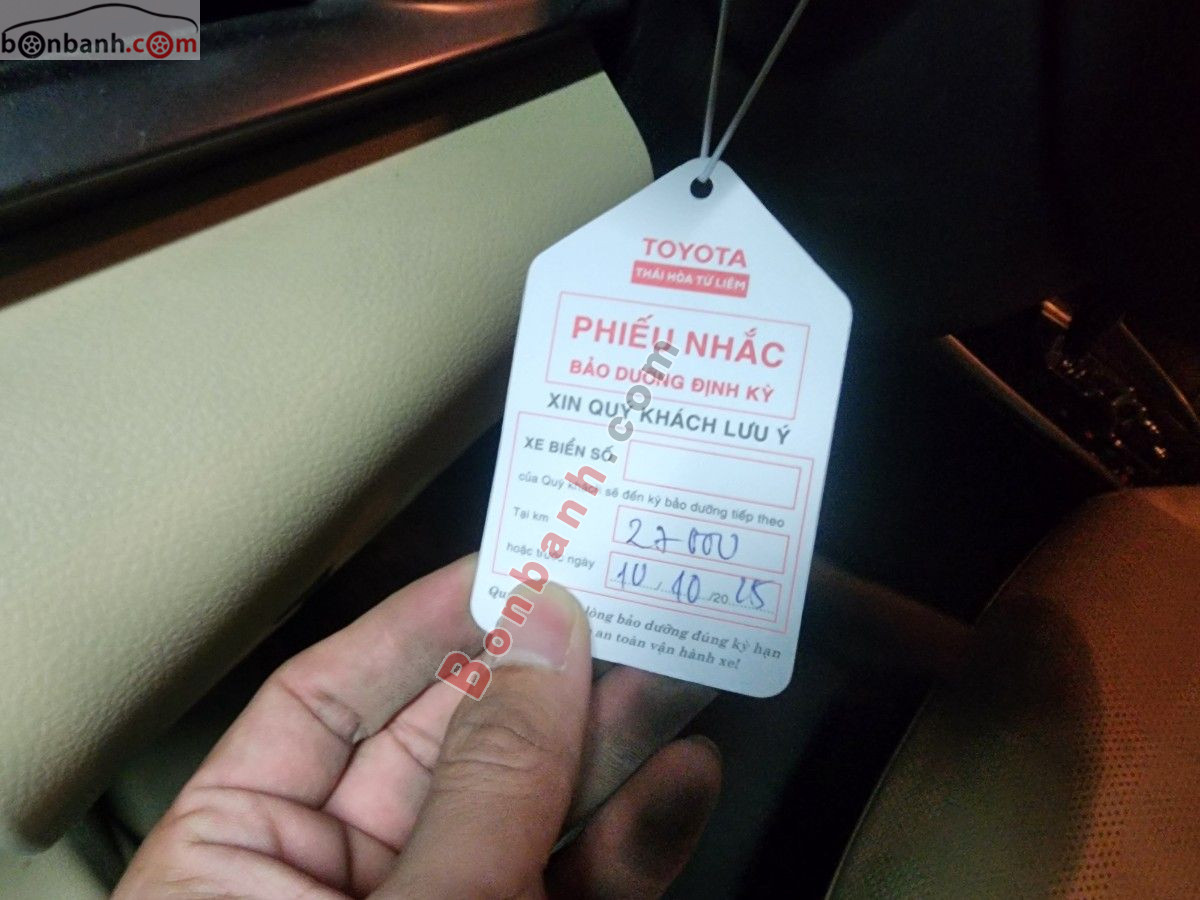 bonbanh.com
TOYOTA
THÁI HÒA TỪ LIÊM
PHIẾU NHẮC
BẢO DƯỠNG ĐỊNH KỲ
XIN QUÝ KHÁCH LƯU Ý
XE BIỂN SỐ
của Quý khách sẽ đến kỳ bảo dưỡng tiếp theo
Tại km 27000
hoặc trước ngày 10/10/2025
lòng bảo dưỡng đúng kỳ hạn
an toàn vận hành xe!
Bonbanh.com